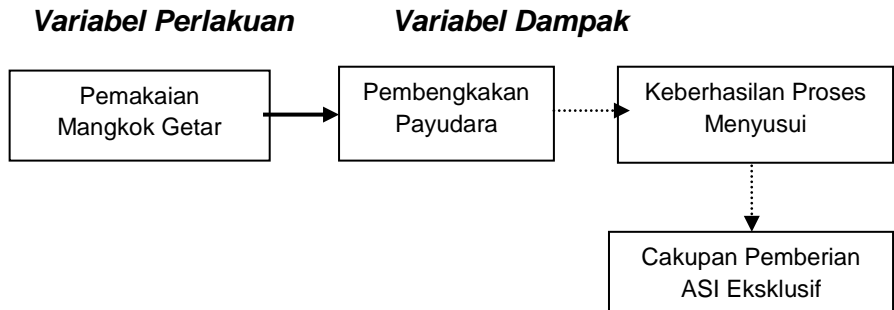 Variabel Perlakuan
Variabel Dampak
Pemakaian
Mangkok Getar
Pembengkakan
Payudara
Keberhasilan Proses
Menyusui
Cakupan Pemberian
ASI Eksklusif